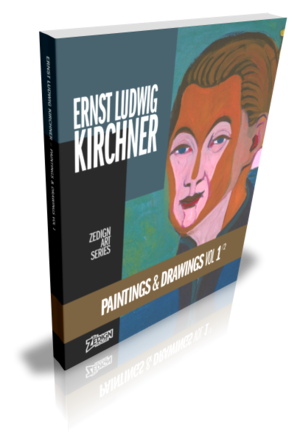 ERNST LUDWIG
KIRCHNER
ZEDIGN
ART
SERIES
PAINTINGS & DRAWINGS VOL 1
ERNST LUDWIG KIRCHNER PAINTINGS & DRAWINGS VOL 1
ZEDIGN